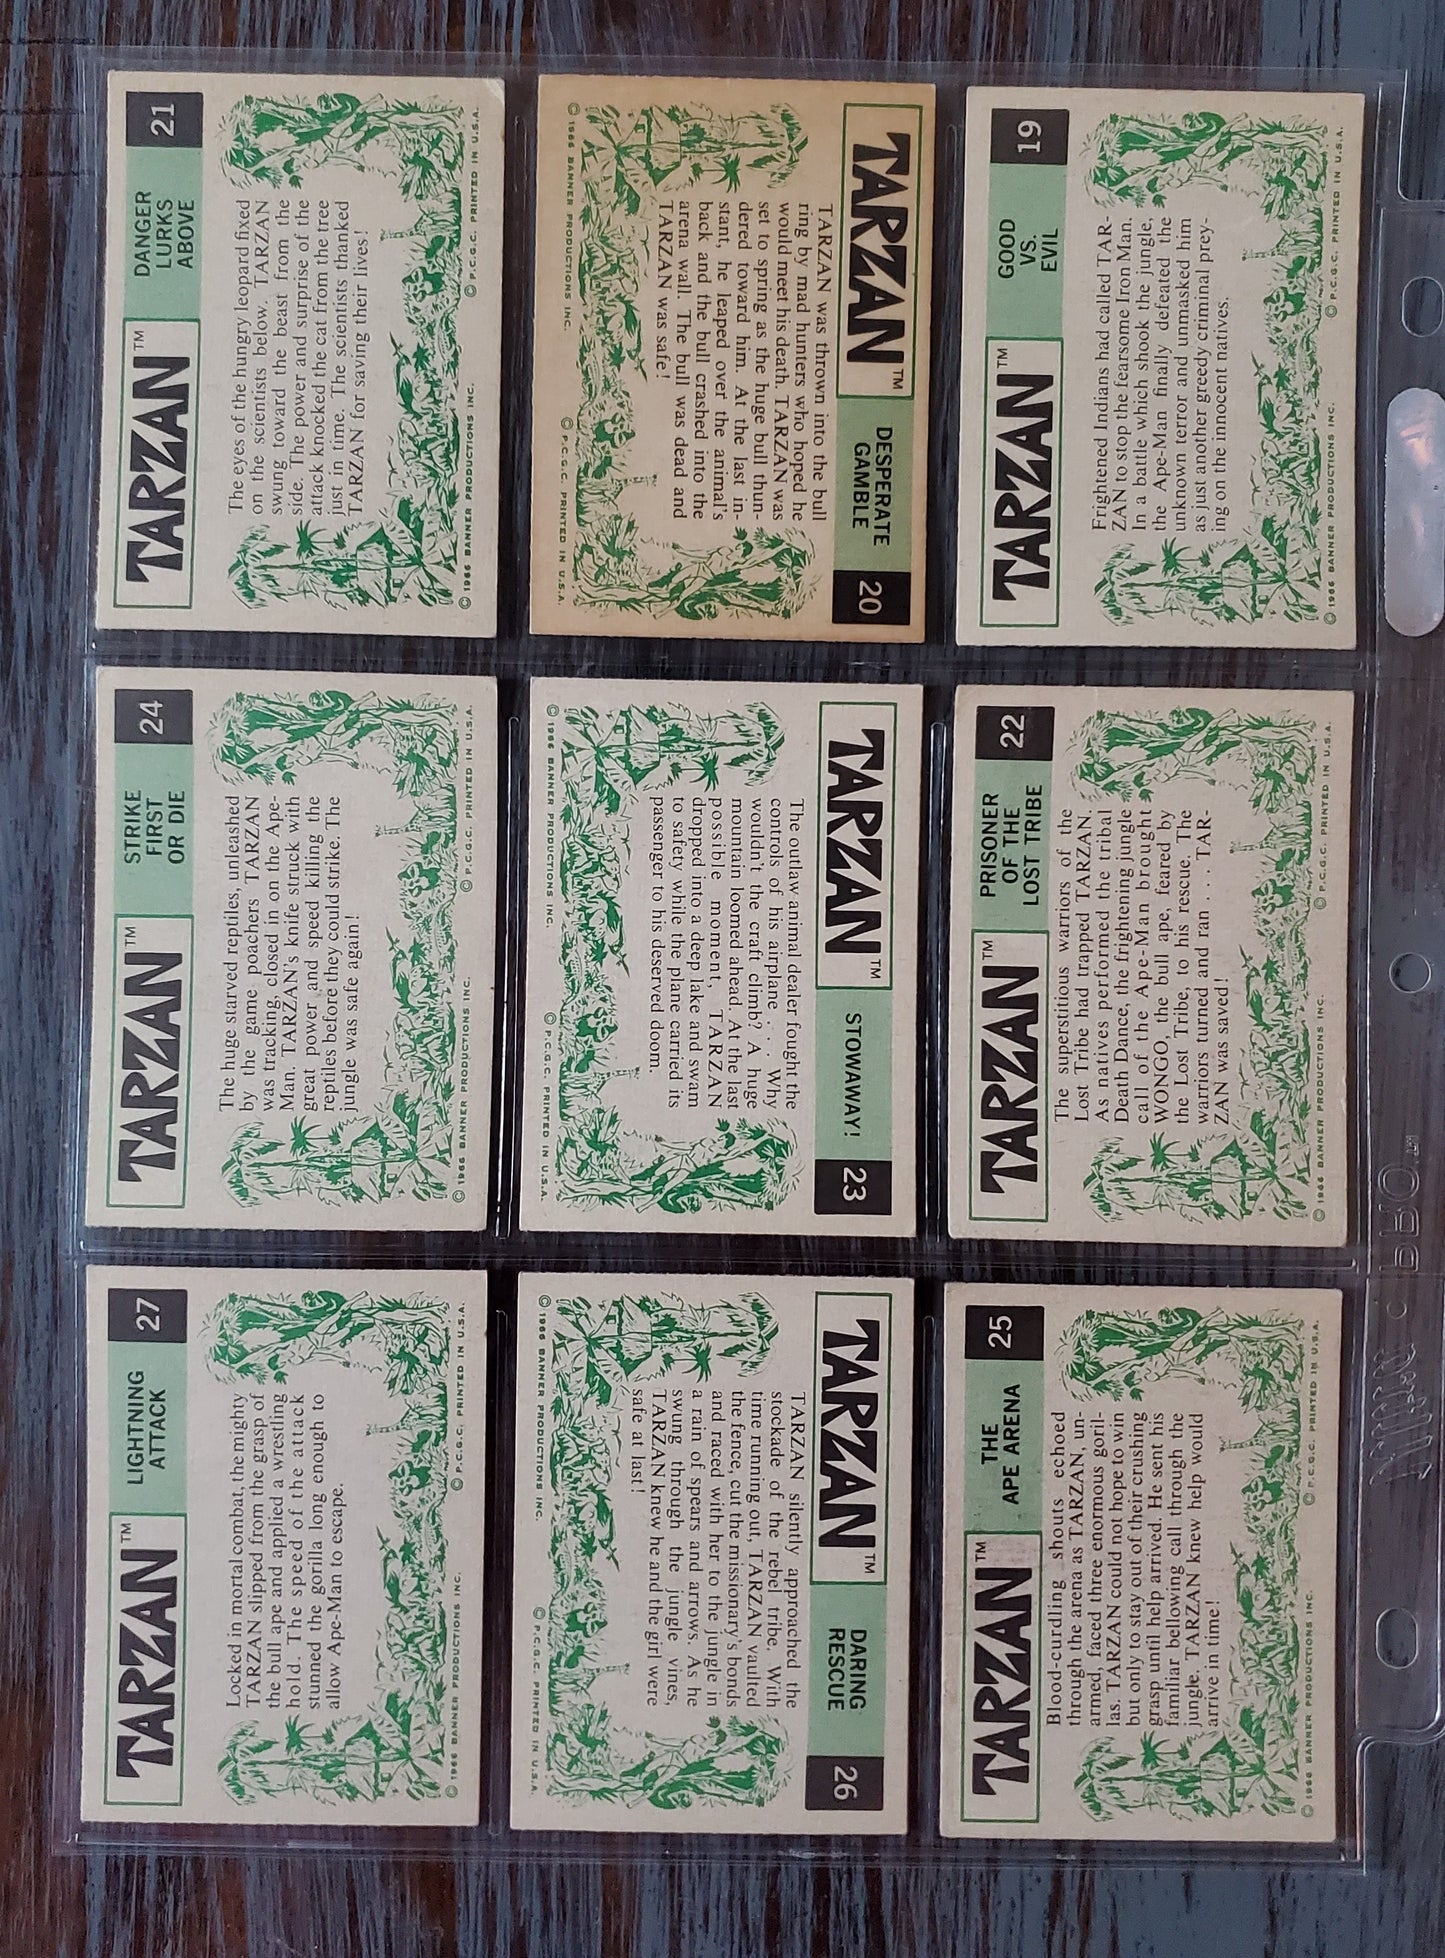 TARZAN™
DANGER
LURKS
ABOVE
21
The eyes of the hungry leopard fixed
on the scientists below. TARZAN
swung toward the beast from the
side. The power and surprise of the
attack knocked the cat from the tree
just in time. The scientists thanked
TARZAN for saving their lives!
© 1966 BANNER PRODUCTIONS INC.
© P.C.G.C. PRINTED IN U.S.A.
TARZAN™
DESPERATE
GAMBLE
20
TARZAN was thrown into the bull
ring by mad hunters who hoped he
would meet his death. TARZAN was
set to spring as the huge bull thun-
dered toward him. At the last in-
stant, he leaped over the animal's
back and the bull crashed into the
arena wall. The bull was dead and
TARZAN was safe!
© 1966 BANNER PRODUCTIONS INC.
© P.C.G.C. PRINTED IN U.S.A.
TARZAN™
GOOD
VS.
EVIL
19
Frightened Indians had called TAR-
ZAN to stop the fearsome Iron Man.
In a battle which shook the jungle,
the Ape-Man finally defeated the
unknown terror and unmasked him
as just another greedy criminal prey-
ing on the innocent natives.
© 1966 BANNER PRODUCTIONS INC.
© P.C.G.C. PRINTED IN U.S.A.
TARZAN™
STRIKE
FIRST
OR DIE
24
The huge starved reptiles, unleashed
by the game poachers TARZAN
was tracking, closed in on the Ape-
Man. TARZAN's knife struck with
great power and speed killing the
reptiles before they could strike. The
jungle was safe again!
© 1966 BANNER PRODUCTIONS INC.
© P.C.G.C. PRINTED IN U.S.A.
TARZAN™
STOWAWAY!
23
The outlaw animal dealer fought the
controls of his airplane . . . Why
wouldn't the craft climb? A huge
mountain loomed ahead. At the last
possible moment, TARZAN
dropped into a deep lake and swam
to safety while the plane carried its
passenger to his deserved doom.
© 1966 BANNER PRODUCTIONS INC.
© P.C.G.C. PRINTED IN U.S.A.
TARZAN™
PRISONER
OF THE
LOST TRIBE
22
The superstitious warriors of the
Lost Tribe had trapped TARZAN.
As natives performed the tribal
Death Dance, the frightening jungle
call of the Ape-Man brought
WONGO, the bull ape, feared by
the Lost Tribe, to his rescue. The
warriors turned and ran . . . TAR-
ZAN was saved!
© 1966 BANNER PRODUCTIONS INC.
© P.C.G.C. PRINTED IN U.S.A.
TARZAN™
LIGHTNING
ATTACK
27
Locked in mortal combat, the mighty
TARZAN slipped from the grasp of
the bull ape and applied a wrestling
hold. The speed of the attack
stunned the gorilla long enough to
allow Ape-Man to escape.
© 1966 BANNER PRODUCTIONS INC.
© P.C.G.C. PRINTED IN U.S.A.
TARZAN™
DARING
RESCUE
26
TARZAN silently approached the
stockade of the rebel tribe. With
time running out, TARZAN vaulted
the fence, cut the missionary's bonds
and raced with her to the jungle in
a rain of spears and arrows. As he
swung through the jungle vines,
TARZAN knew he and the girl were
safe at last!
© 1966 BANNER PRODUCTIONS INC.
© P.C.G.C. PRINTED IN U.S.A.
TARZAN™
THE
APE ARENA
25
Blood-curdling shouts echoed
through the arena as TARZAN, un-
armed, faced three enormous goril-
las. TARZAN could not hope to win
but only to stay out of their crushing
grasp until help arrived. He sent his
familiar bellowing call through the
jungle. TARZAN knew help would
arrive in time!
© 1966 BANNER PRODUCTIONS INC.
© P.C.G.C. PRINTED IN U.S.A.